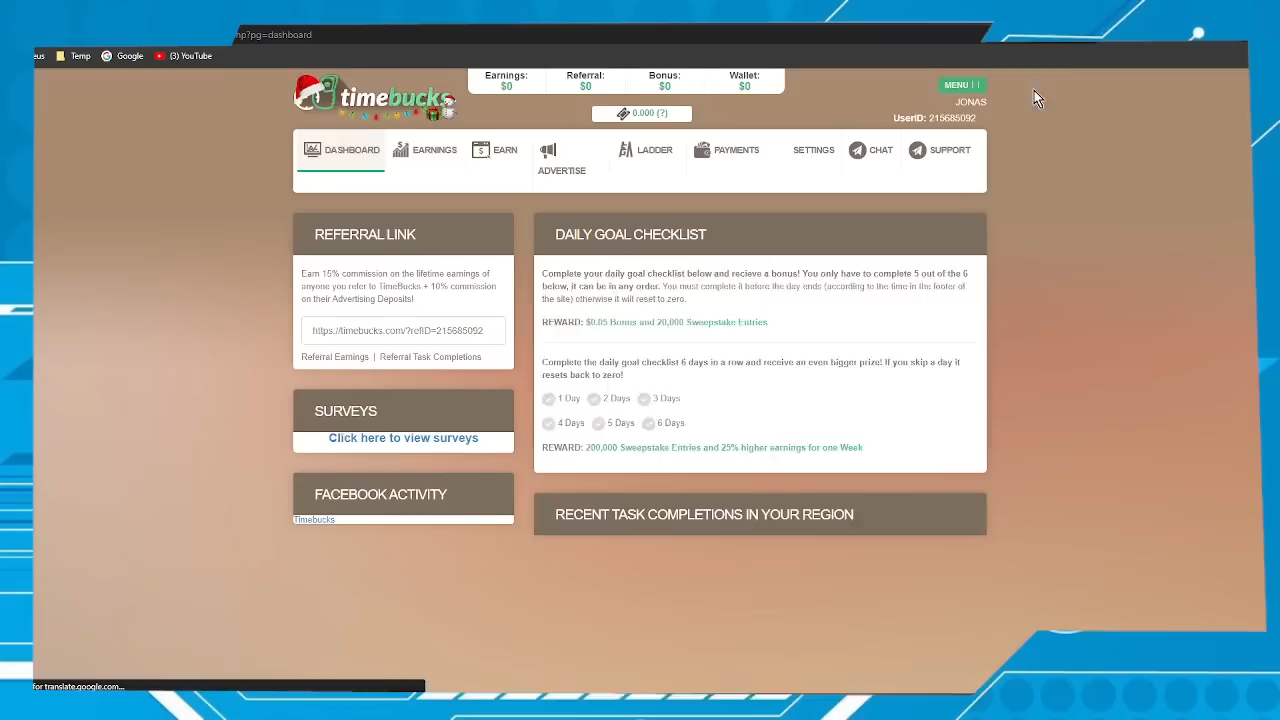 mp?pg=dashboard
eus Temp Google (3) YouTube
timebucks
Earnings: Referral: Bonus: Wallet:
$0 $0 $0 $0
0.000 (?)
MENU
JONAS
UserID: 215685092
DASHBOARD EARNINGS EARN ADVERTISE LADDER PAYMENTS SETTINGS CHAT SUPPORT
REFERRAL LINK
Earn 15% commission on the lifetime earnings of
anyone you refer to TimeBucks + 10% commission
on their Advertising Deposits!
https://timebucks.com/?refID=215685092
Referral Earnings | Referral Task Completions
SURVEYS
Click here to view surveys
FACEBOOK ACTIVITY
Timebucks
DAILY GOAL CHECKLIST
Complete your daily goal checklist below and recieve a bonus! You only have to complete 5 out of the 6
below, it can be in any order. You must complete it before the day ends (according to the time in the footer of
the site) otherwise it will reset to zero.
REWARD: $0.05 Bonus and 20,000 Sweepstake Entries
Complete the daily goal checklist 6 days in a row and receive an even bigger prize! If you skip a day it
resets back to zero!
1 Day 2 Days 3 Days
4 Days 5 Days 6 Days
REWARD: 200,000 Sweepstake Entries and 25% higher earnings for one Week
RECENT TASK COMPLETIONS IN YOUR REGION
for translate.google.com...